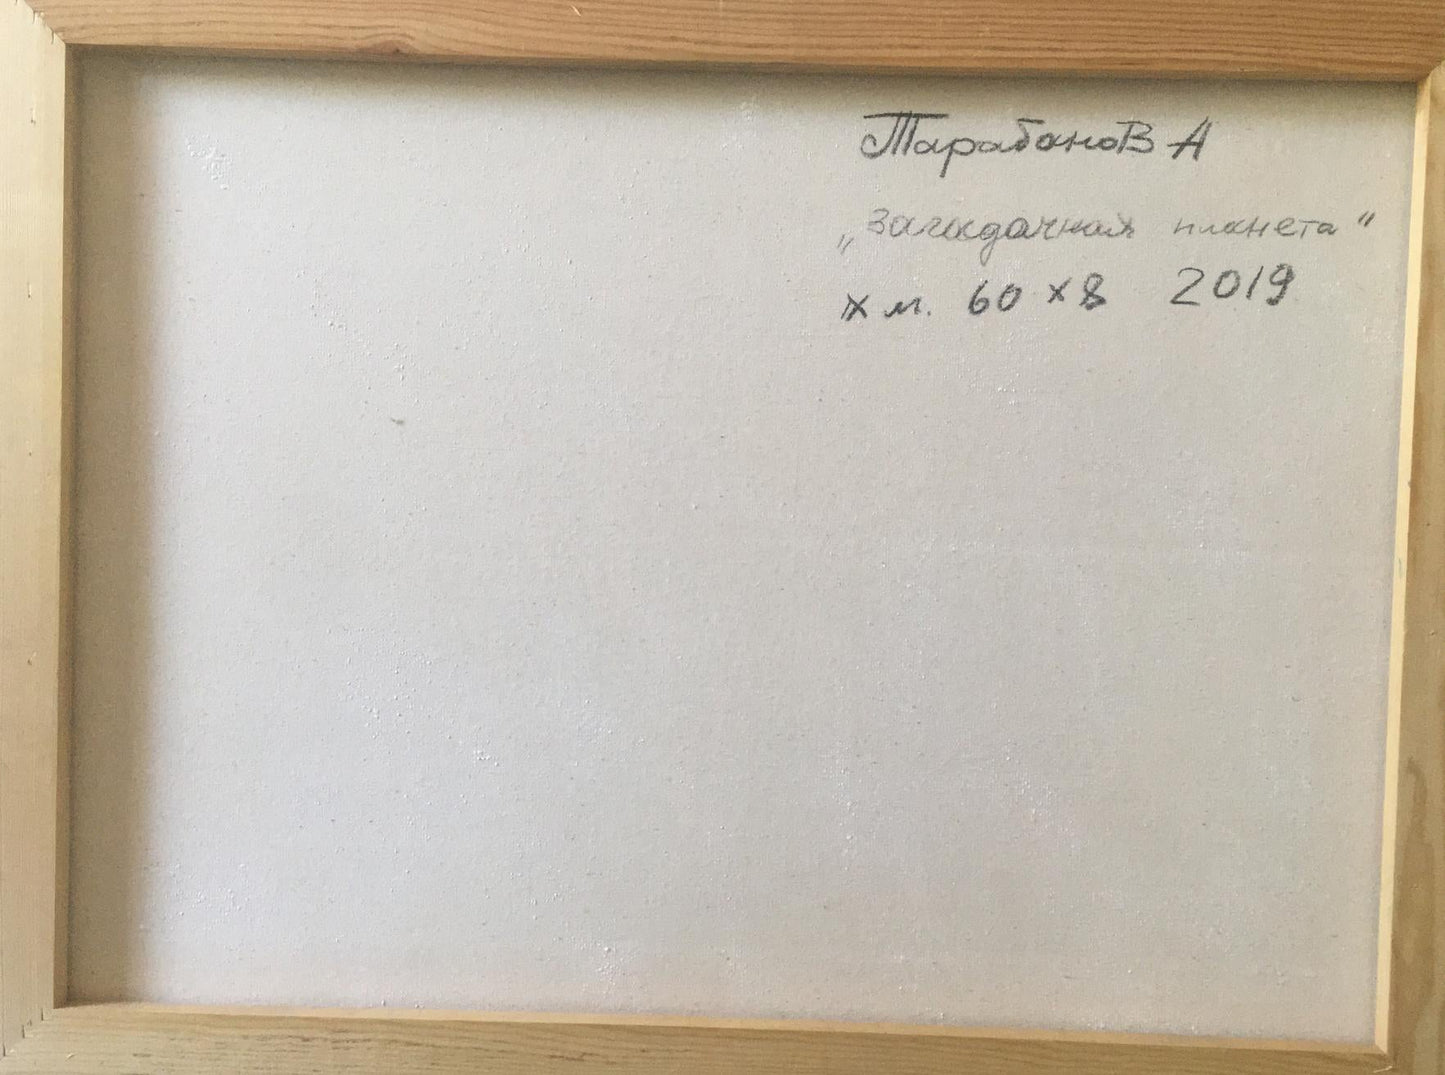 Тарабанов А
„Загадочная планета"
х м. 60 х 8 2019